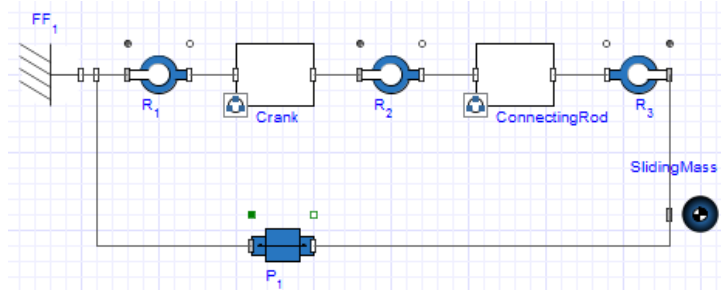 FF1
R1
Crank
R2
ConnectingRod
R3
SlidingMass
P1